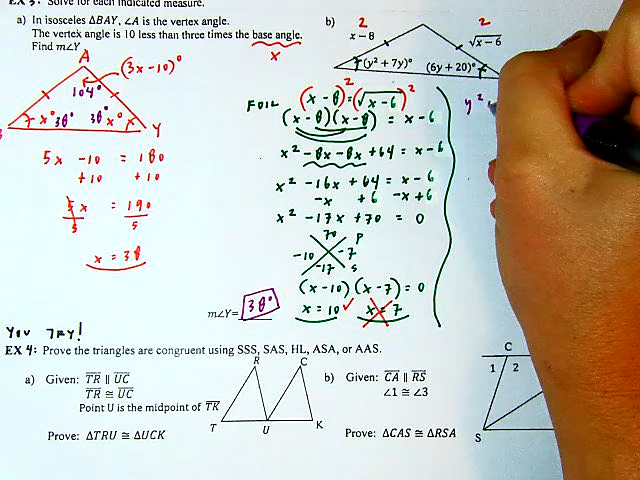 EX 3: Solve for each indicated measure.
a) In isosceles ΔBAY, ∠A is the vertex angle.
The vertex angle is 10 less than three times the base angle.
Find m∠Y
x
A
(3x-10)°
104°
x° 38° 38° x°
Y
5x -10 = 180
+10 +10
5x = 190
5 5
x = 38
m∠Y= 38°
b)
2 2
x-8 √x-6
(y²+7y)° (6y+20)°
FOIL (x-8)² = (√x-6)²
(x-8)(x-8) = x-6
x² -8x-8x +64 = x-6
x² -16x +64 = x-6
-x +6 -x +6
x² -17x +70 = 0
70 P
-10 -7
-17 S
(x-10)(x-7) = 0
x = 10 ✓ x = 7
y²
YOU TRY!
EX 4: Prove the triangles are congruent using SSS, SAS, HL, ASA, or AAS.
a) Given: TR ∥ UC
TR ≅ UC
Point U is the midpoint of TK
Prove: ΔTRU ≅ ΔUCK
R C
T U K
b) Given: CA ∥ RS
∠1 ≅ ∠3
Prove: ΔCAS ≅ ΔRSA
C
1 2
S